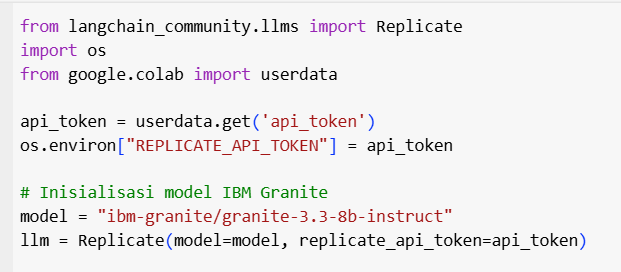 from langchain_community.llms import Replicate
import os
from google.colab import userdata
api_token = userdata.get('api_token')
os.environ["REPLICATE_API_TOKEN"] = api_token
# Inisialisasi model IBM Granite
model = "ibm-granite/granite-3.3-8b-instruct"
llm = Replicate(model=model, replicate_api_token=api_token)